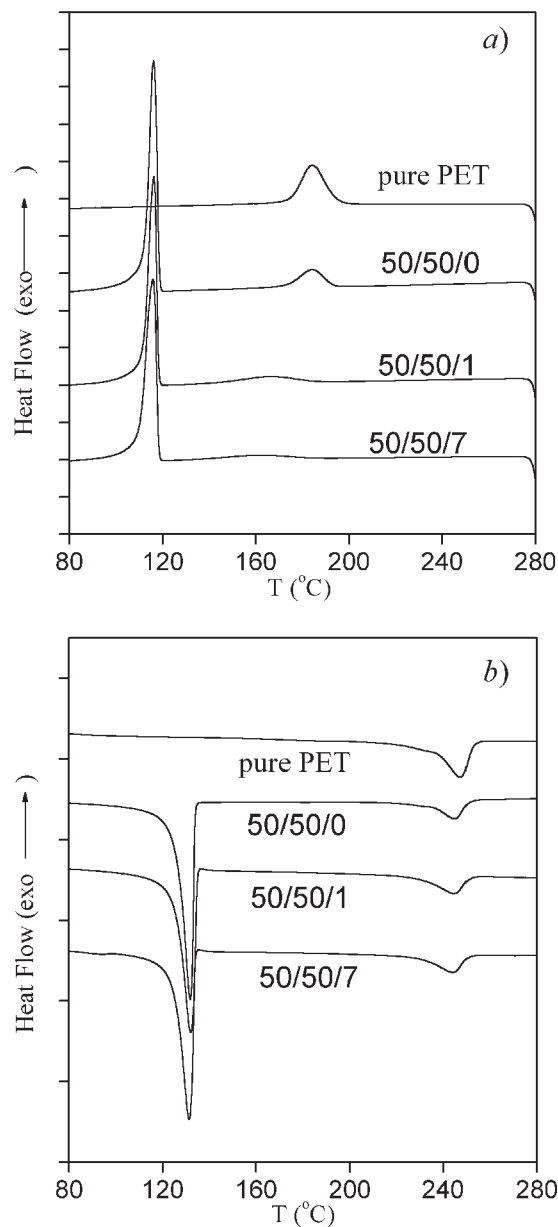 a)
pure PET
50/50/0
50/50/1
50/50/7
Heat Flow (exo → )
80 120 160 200 240 280
T (°C)
b)
pure PET
50/50/0
50/50/1
50/50/7
Heat Flow (exo → )
80 120 160 200 240 280
T (°C)